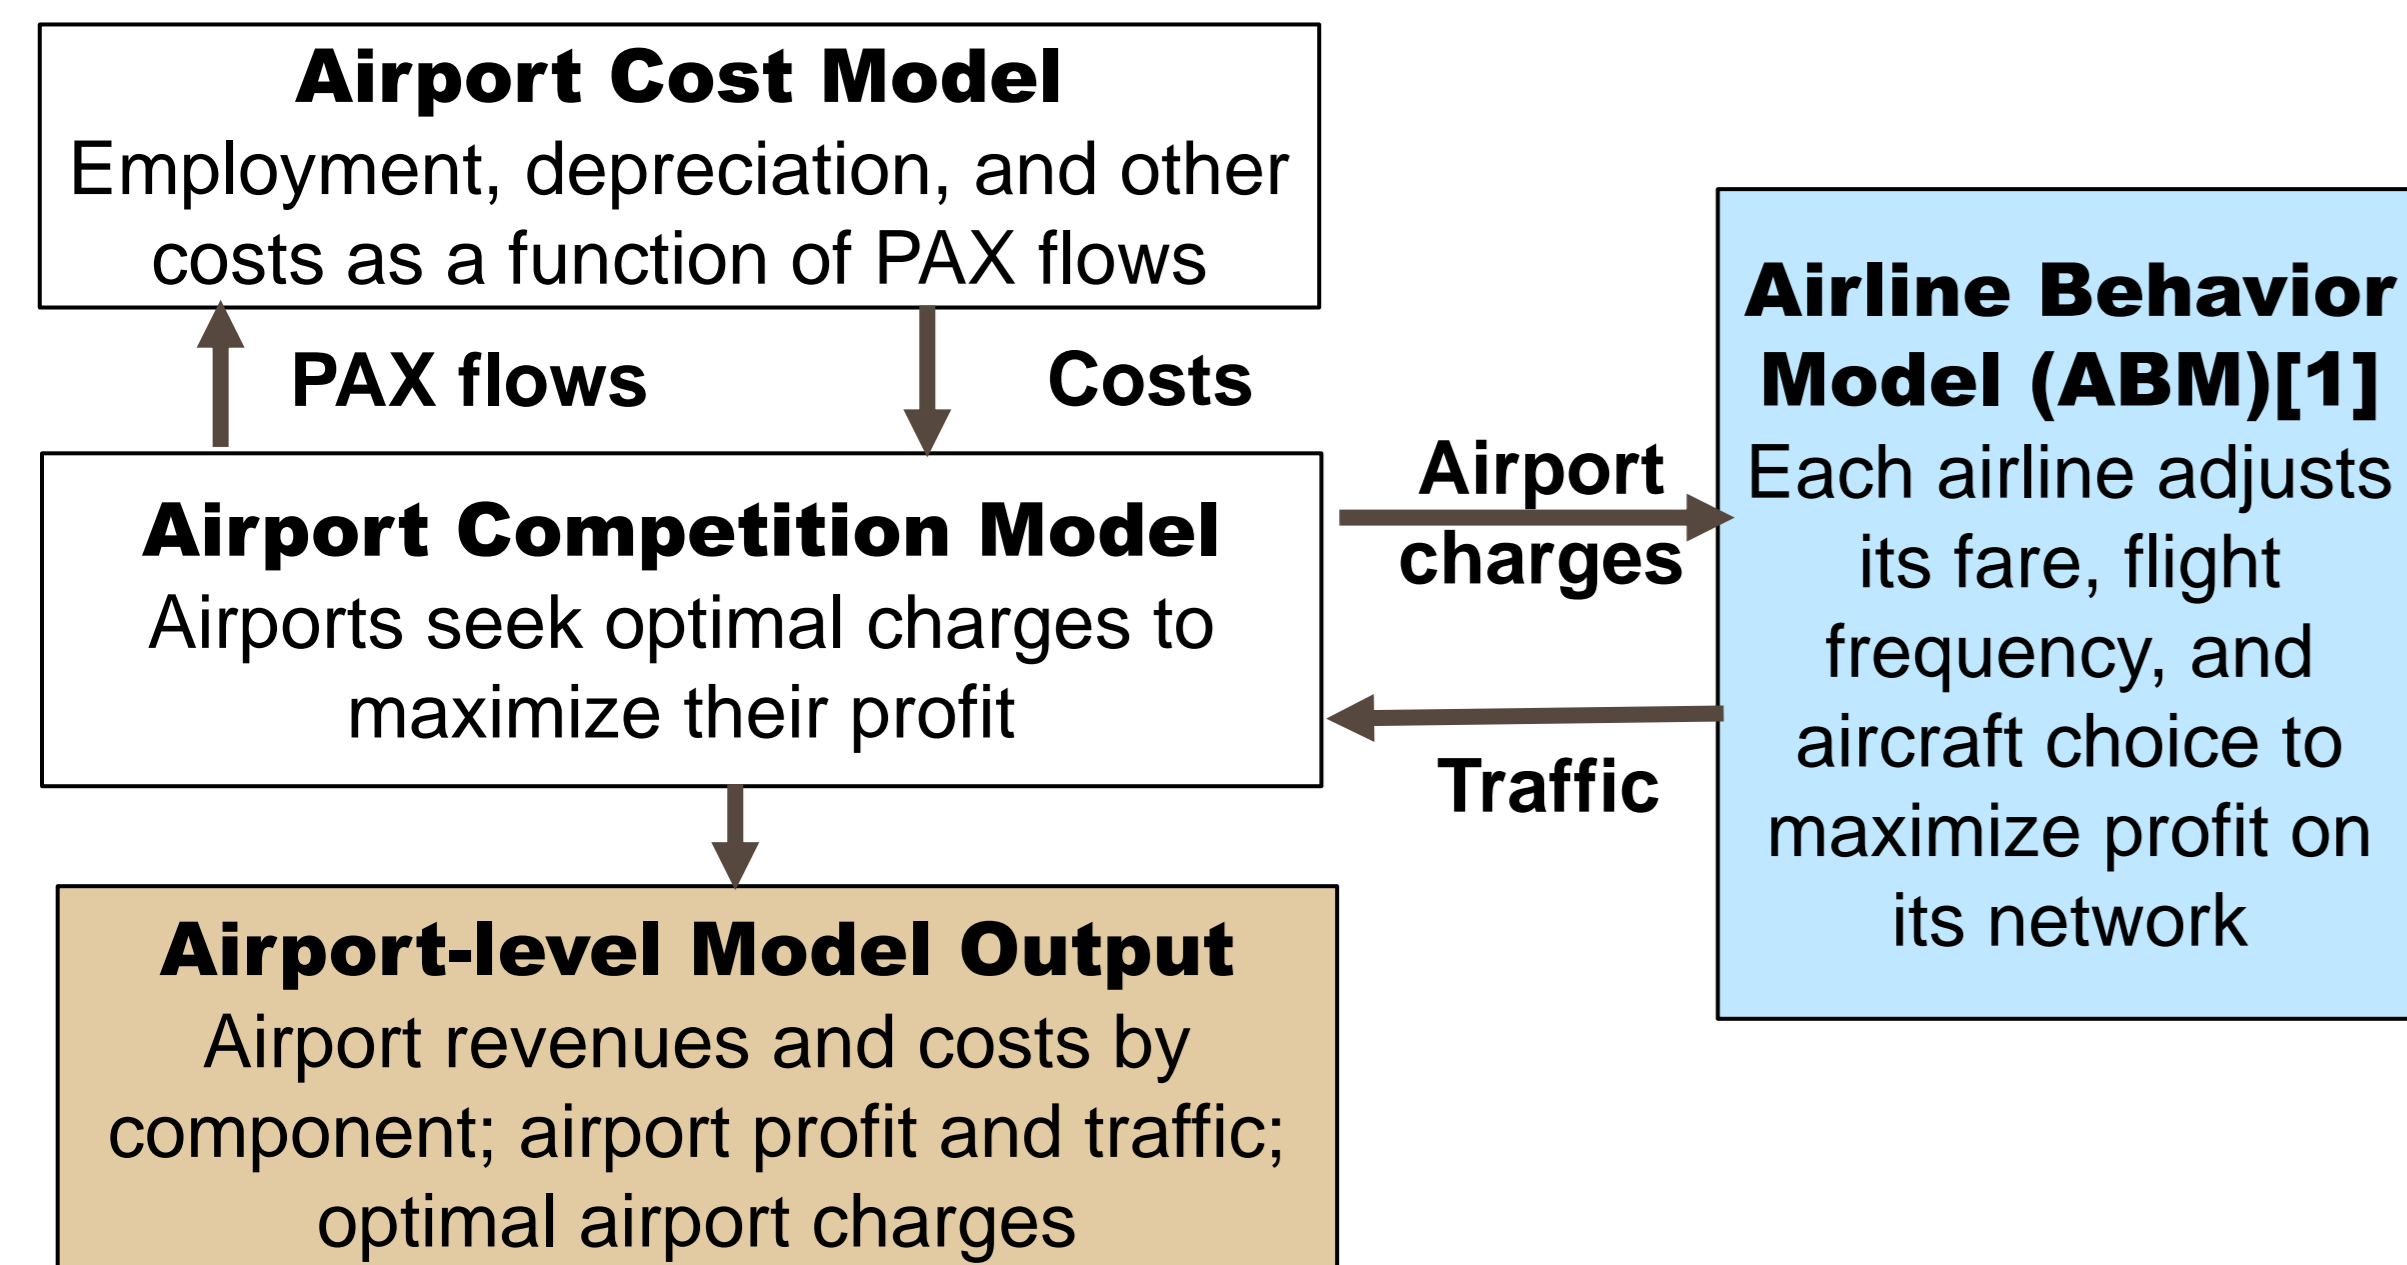 Airport Cost Model
Employment, depreciation, and other
costs as a function of PAX flows
PAX flows
Costs
Airport Competition Model
Airports seek optimal charges to
maximize their profit
Airport
charges
Traffic
Airline Behavior
Model (ABM)[1]
Each airline adjusts
its fare, flight
frequency, and
aircraft choice to
maximize profit on
its network
Airport-level Model Output
Airport revenues and costs by
component; airport profit and traffic;
optimal airport charges